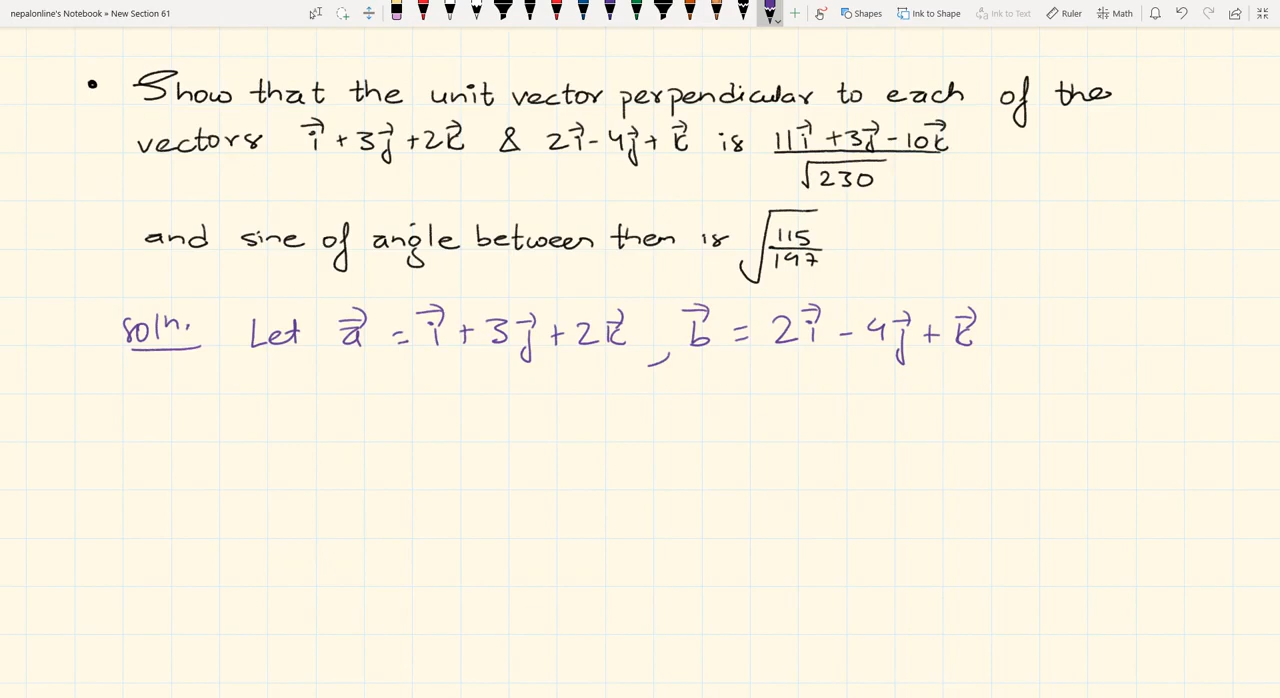 nepalonline's Notebook » New Section 61
Shapes Ink to Shape Ink to Text Ruler Math
• Show that the unit vector perpendicular to each of the
vectors i⃗ + 3j⃗ + 2k⃗ & 2i⃗ - 4j⃗ + k⃗ is (11i⃗ + 3j⃗ - 10k⃗)/√230
and sine of angle between then is √(115/197)
soln. Let a⃗ = i⃗ + 3j⃗ + 2k⃗ , b⃗ = 2i⃗ - 4j⃗ + k⃗